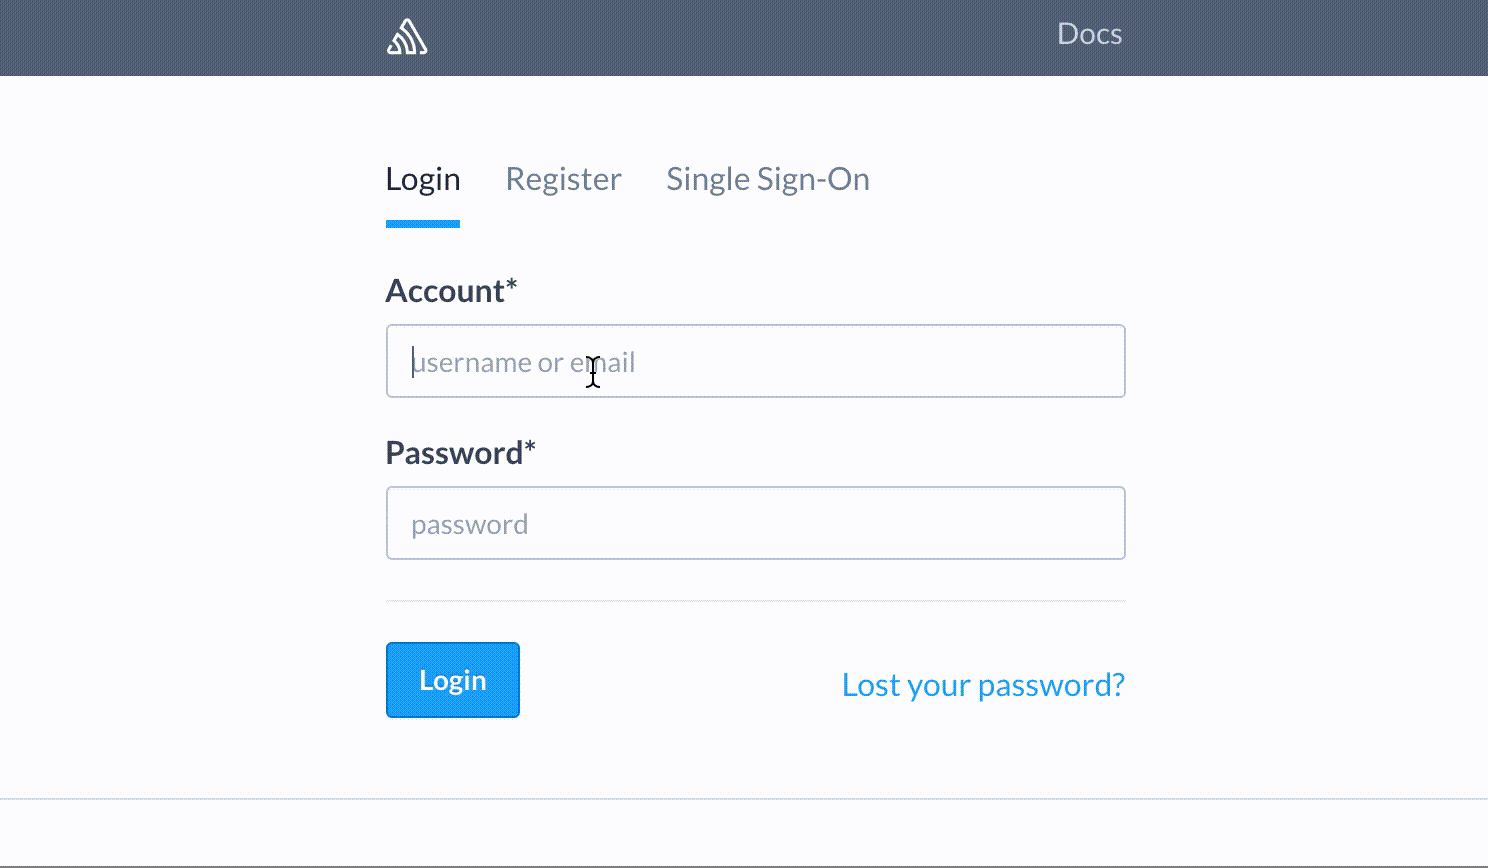 Docs
Login Register Single Sign-On
Account*
username or email
Password*
password
Login Lost your password?